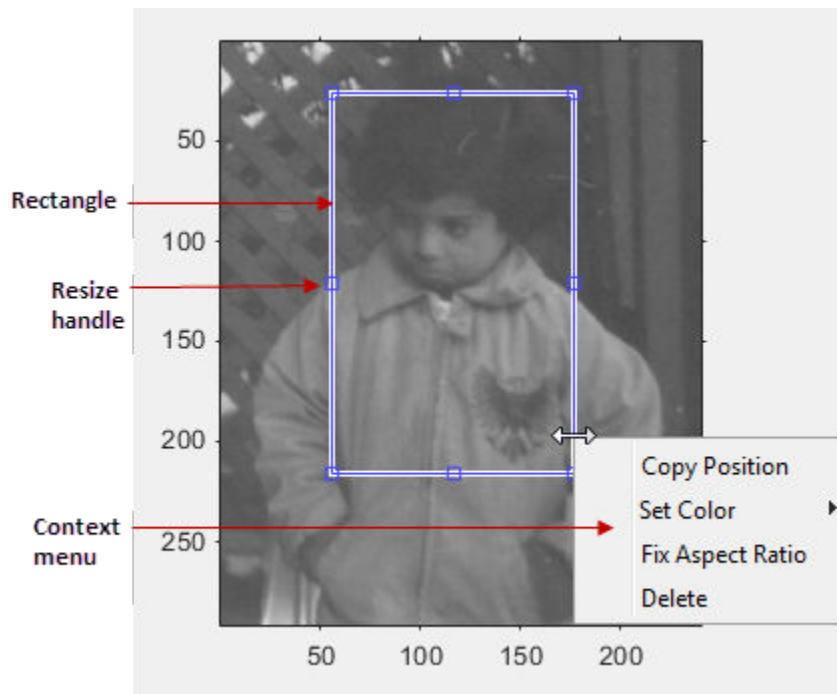 50
Rectangle
100
Resize
handle
150
200
Copy Position
Set Color
Context
menu
250
Fix Aspect Ratio
Delete
50 100 150 200